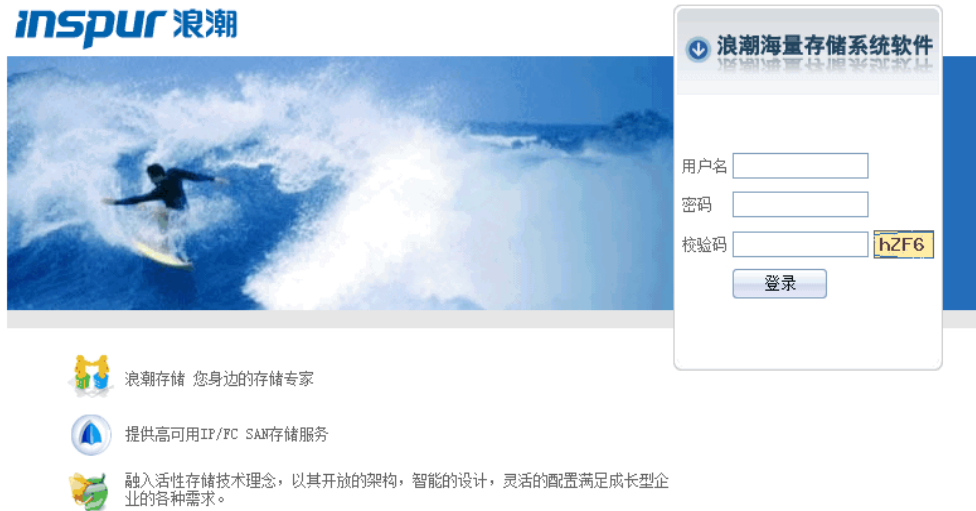 inspur 浪潮
浪潮海量存储系统软件
用户名
密码
校验码 hZF6
登录
浪潮存储 您身边的存储专家
提供高可用IP/FC SAN存储服务
融入活性存储技术理念，以其开放的架构，智能的设计，灵活的配置满足成长型企
业的各种需求。